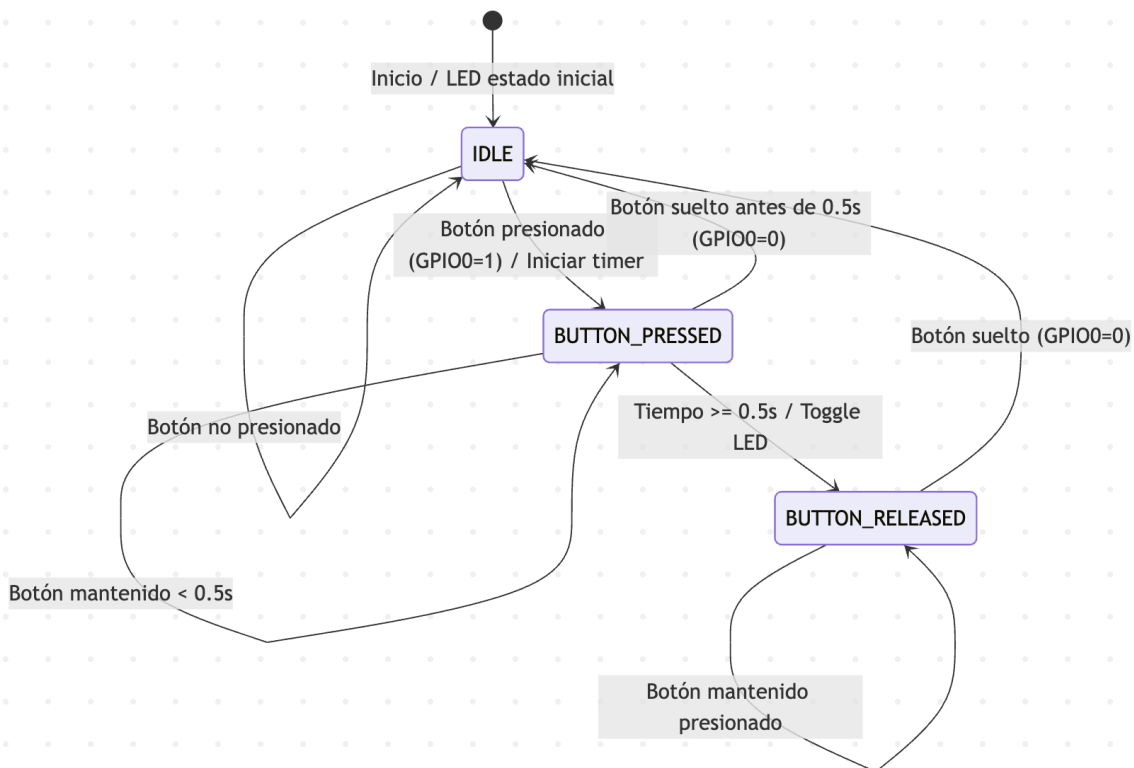 Inicio / LED estado inicial
IDLE
Botón suelto antes de 0.5s
(GPIO0=0)
Botón presionado
(GPIO0=1) / Iniciar timer
BUTTON_PRESSED
Botón suelto (GPIO0=0)
Botón no presionado
Tiempo >= 0.5s / Toggle
LED
BUTTON_RELEASED
Botón mantenido < 0.5s
Botón mantenido
presionado